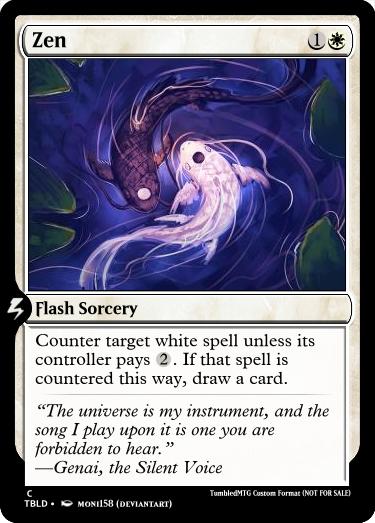 Zen 1
Flash Sorcery
Counter target white spell unless its
controller pays 2. If that spell is
countered this way, draw a card.
“The universe is my instrument, and the
song I play upon it is one you are
forbidden to hear.”
—Genai, the Silent Voice
C
TBLD • MONI158 (DEVIANTART)
TumbledMTG Custom Format (NOT FOR SALE)